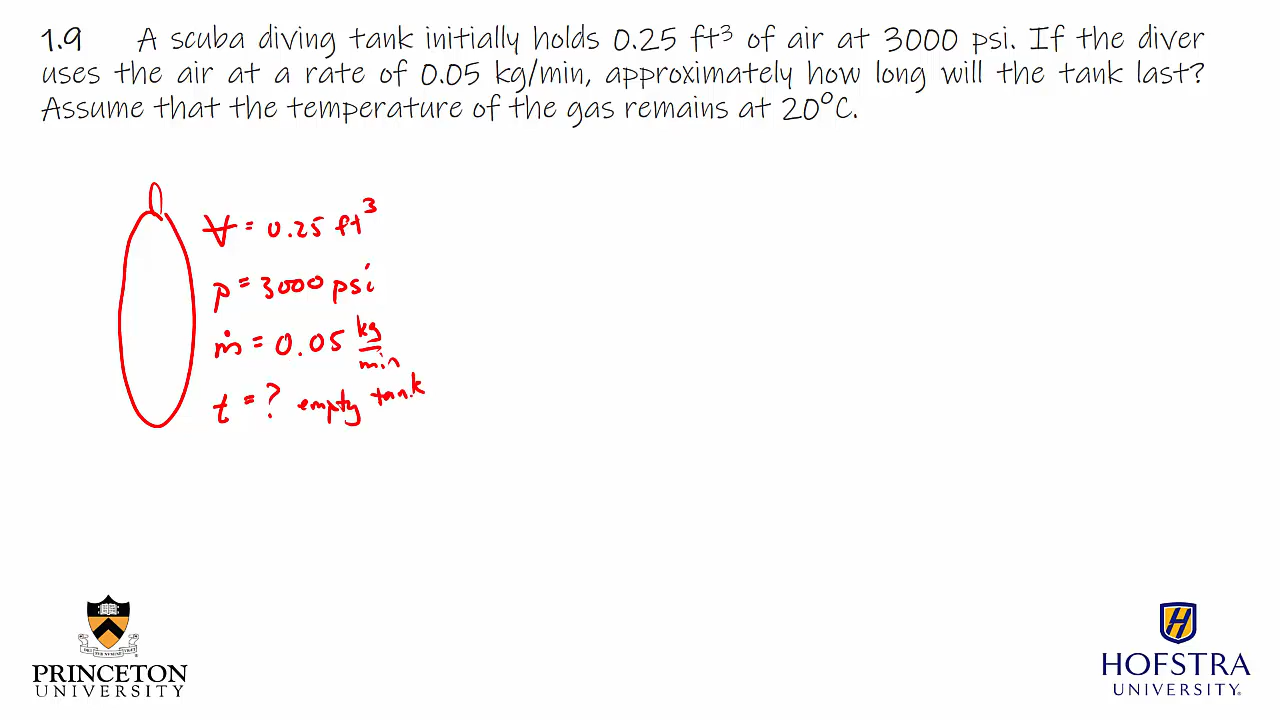 1.9 A scuba diving tank initially holds 0.25 ft³ of air at 3000 psi. If the diver
uses the air at a rate of 0.05 kg/min, approximately how long will the tank last?
Assume that the temperature of the gas remains at 20°C.
V = 0.25 ft³
p = 3000 psi
ṁ = 0.05 kg/min
t = ? empty tank
PRINCETON
UNIVERSITY
H
HOFSTRA
UNIVERSITY®